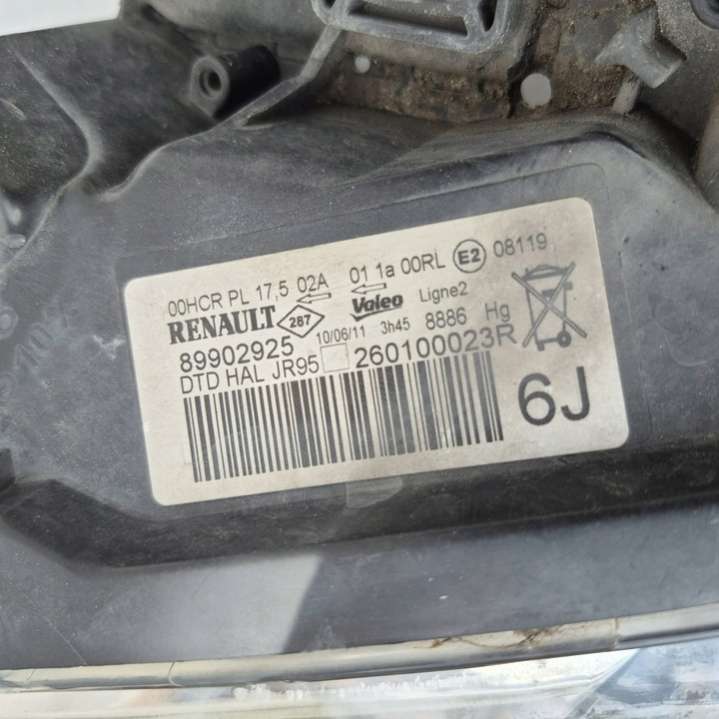 00HCR PL 17,5 02A 01 1a 00RL E2 08119
RENAULT 287 Valeo Ligne2
89902925 10/06/11 3h45 8886 Hg
DTD HAL JR95 260100023R
6J